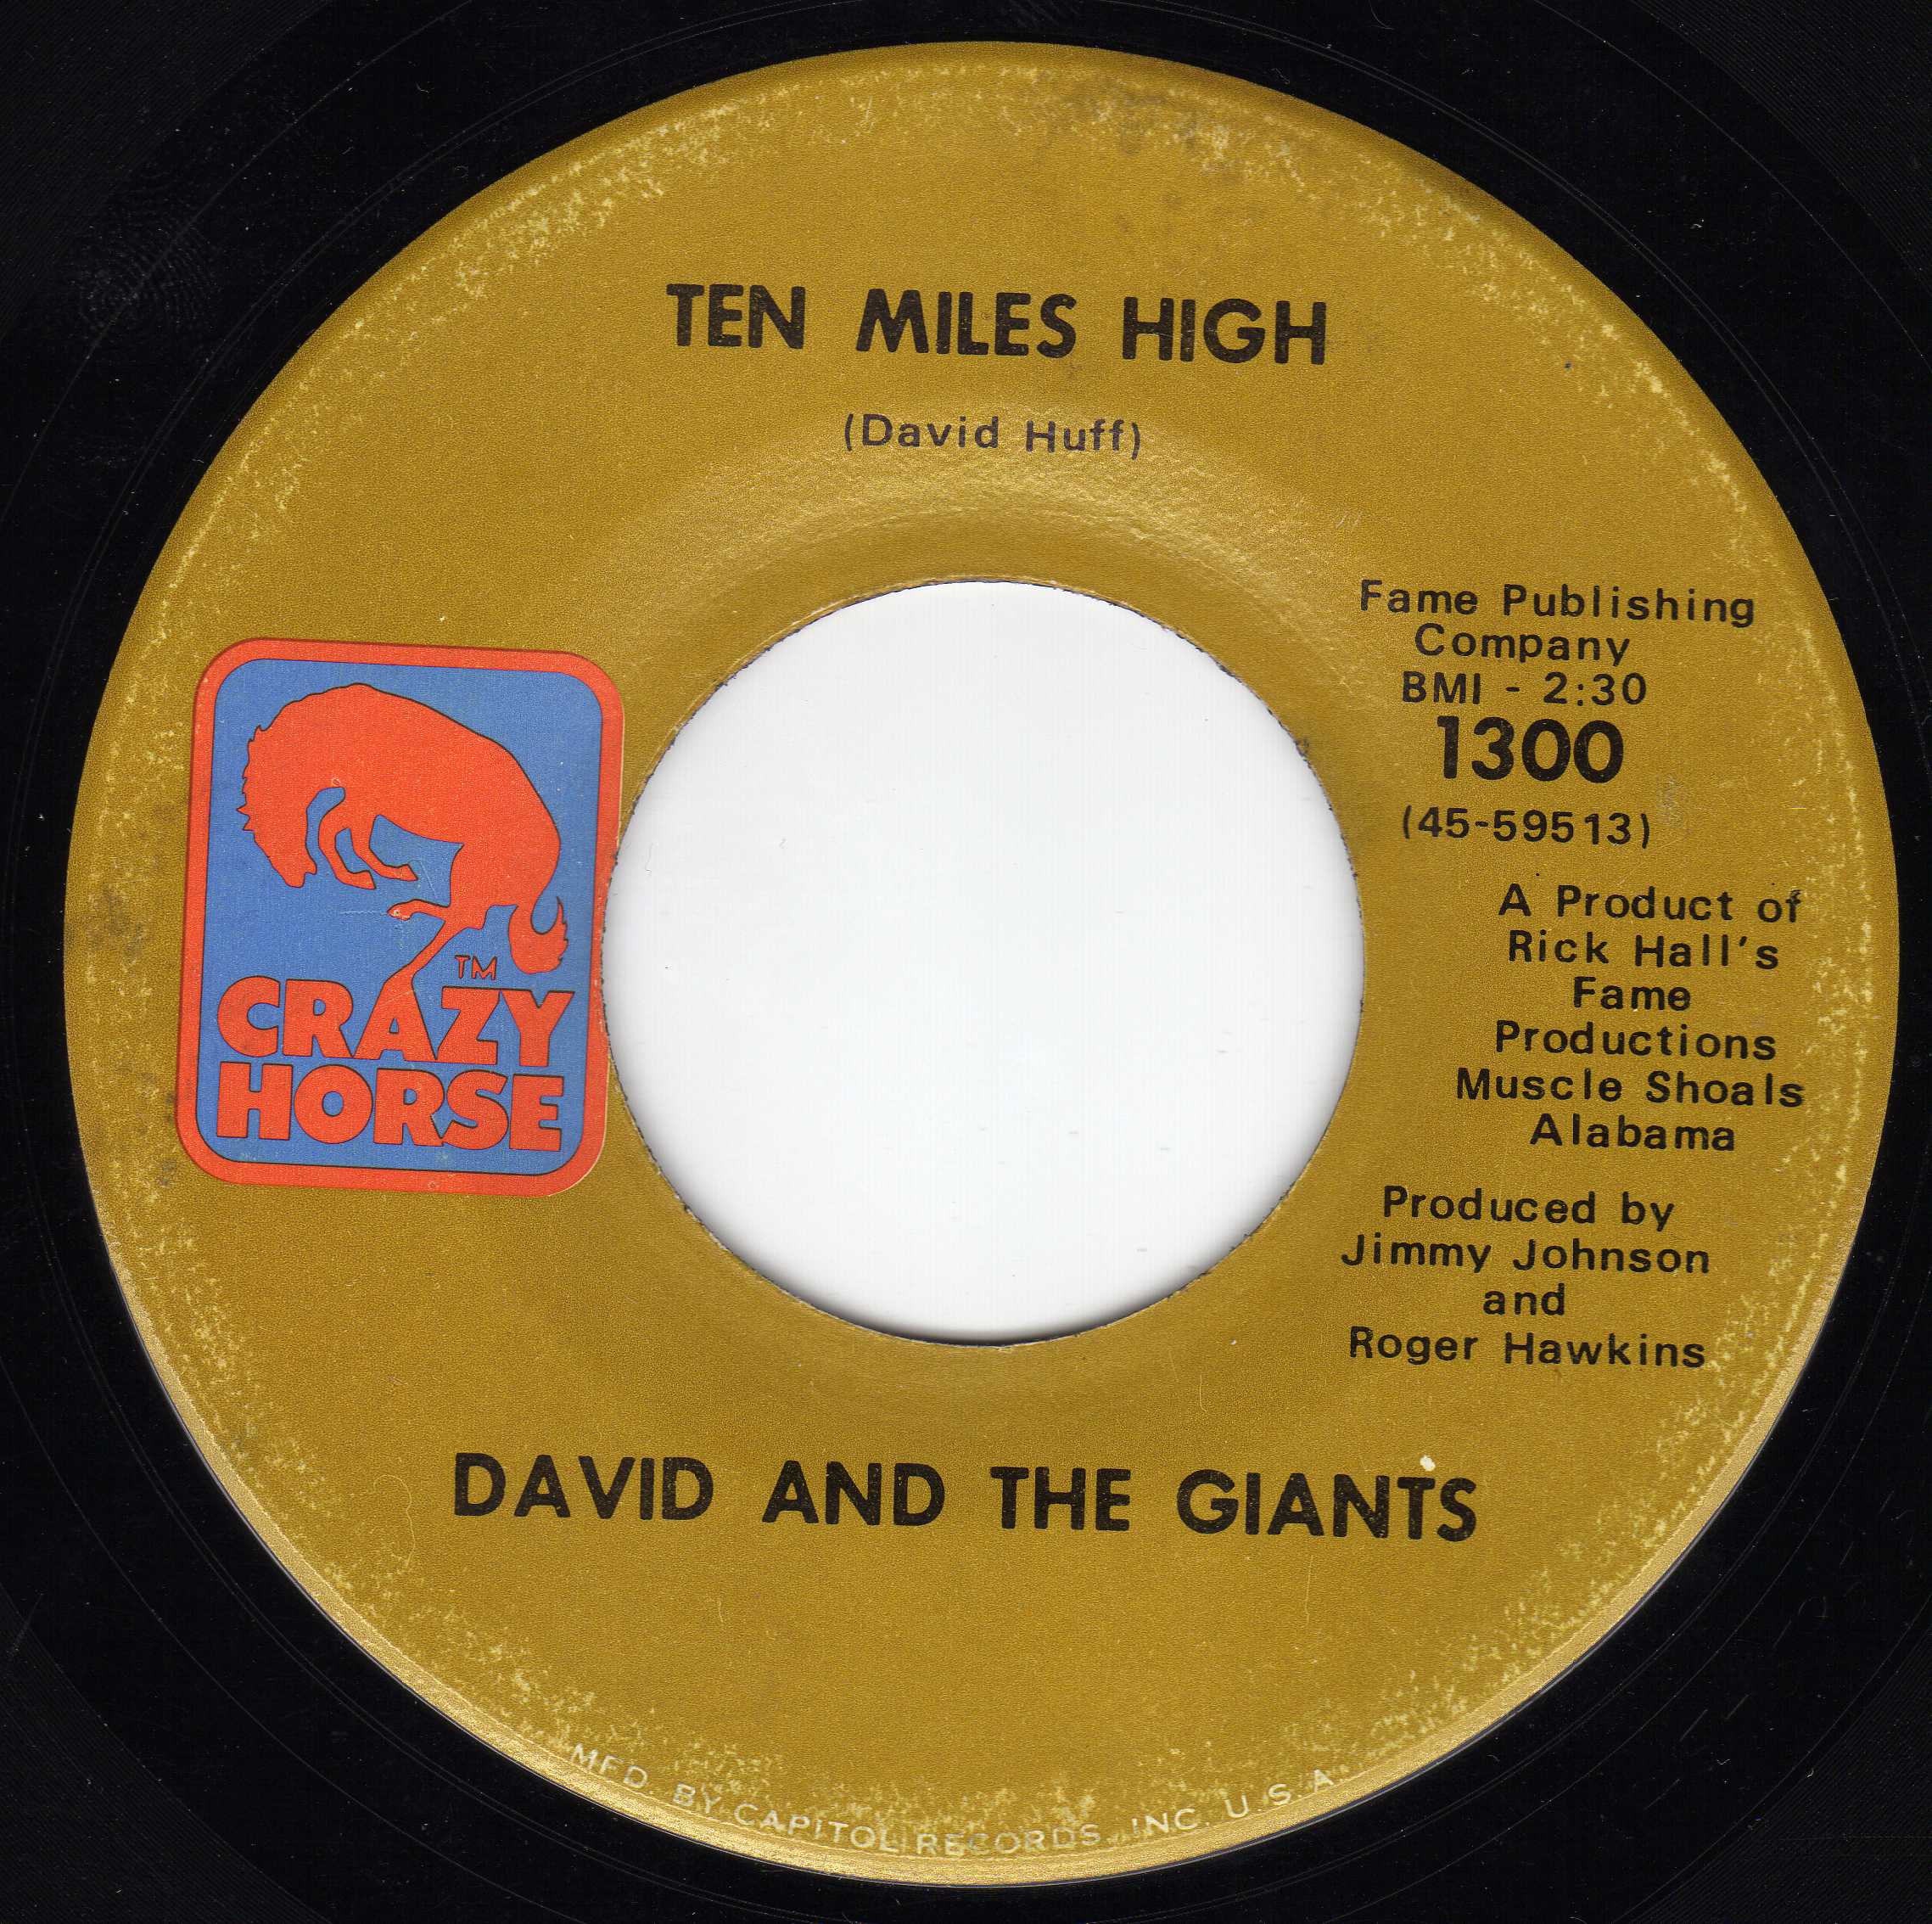 TEN MILES HIGH
(David Huff)
Fame Publishing
Company
BMI - 2:30
1300
(45-59513)
A Product of
Rick Hall's
Fame
Productions
Muscle Shoals
Alabama
Produced by
Jimmy Johnson
and
Roger Hawkins
TM
CRAZY
HORSE
DAVID AND THE GIANTS
MFD. BY CAPITOL RECORDS, INC. U.S.A.